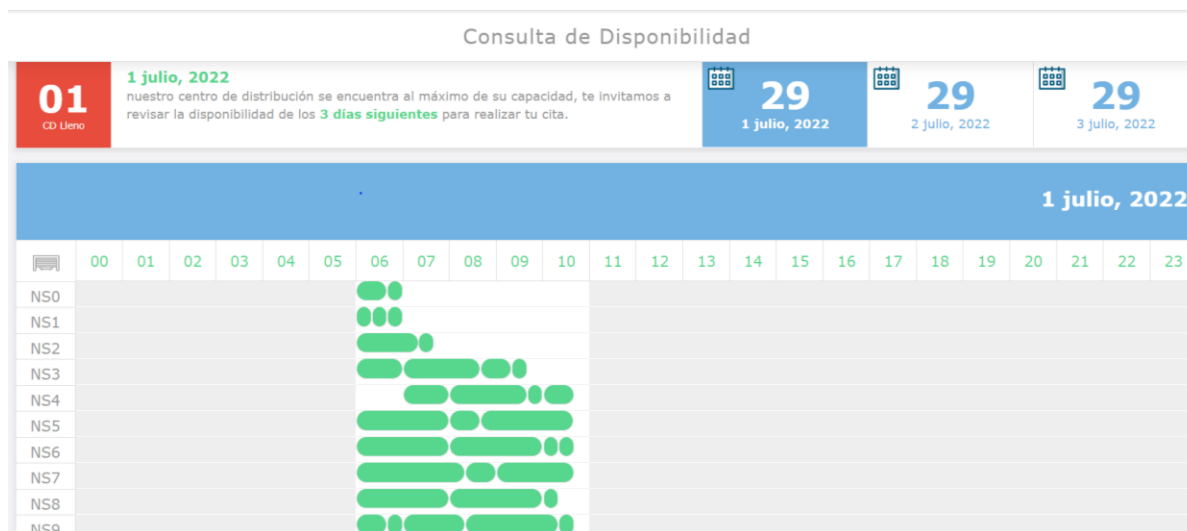 Consulta de Disponibilidad
01
CD Lleno
1 julio, 2022
nuestro centro de distribución se encuentra al máximo de su capacidad, te invitamos a
revisar la disponibilidad de los 3 días siguientes para realizar tu cita.
29
1 julio, 2022
29
2 julio, 2022
29
3 julio, 2022
1 julio, 2022
00 01 02 03 04 05 06 07 08 09 10 11 12 13 14 15 16 17 18 19 20 21 22 23
NS0
NS1
NS2
NS3
NS4
NS5
NS6
NS7
NS8
NS9